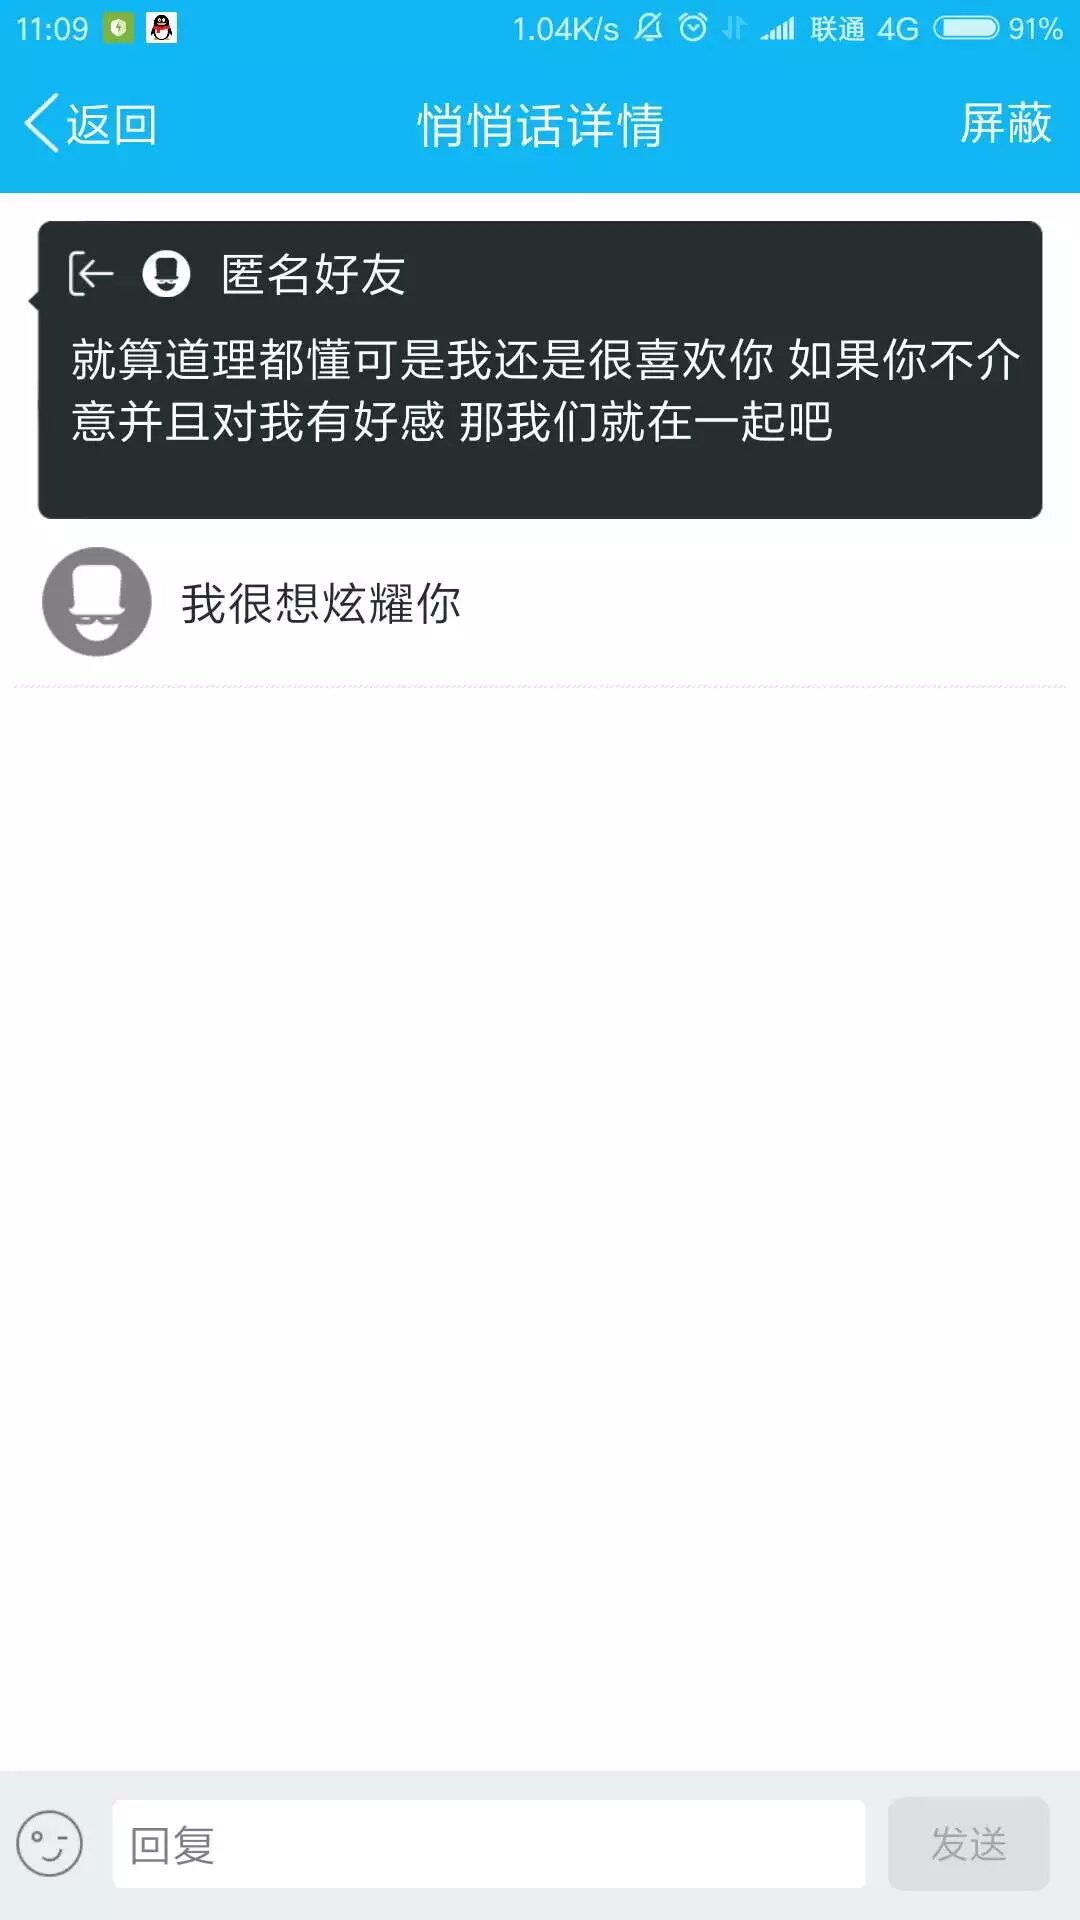 11:09 1.04K/s 联通 4G 91%
返回 悄悄话详情 屏蔽
匿名好友
就算道理都懂可是我还是很喜欢你 如果你不介
意并且对我有好感 那我们就在一起吧
我很想炫耀你
回复 发送